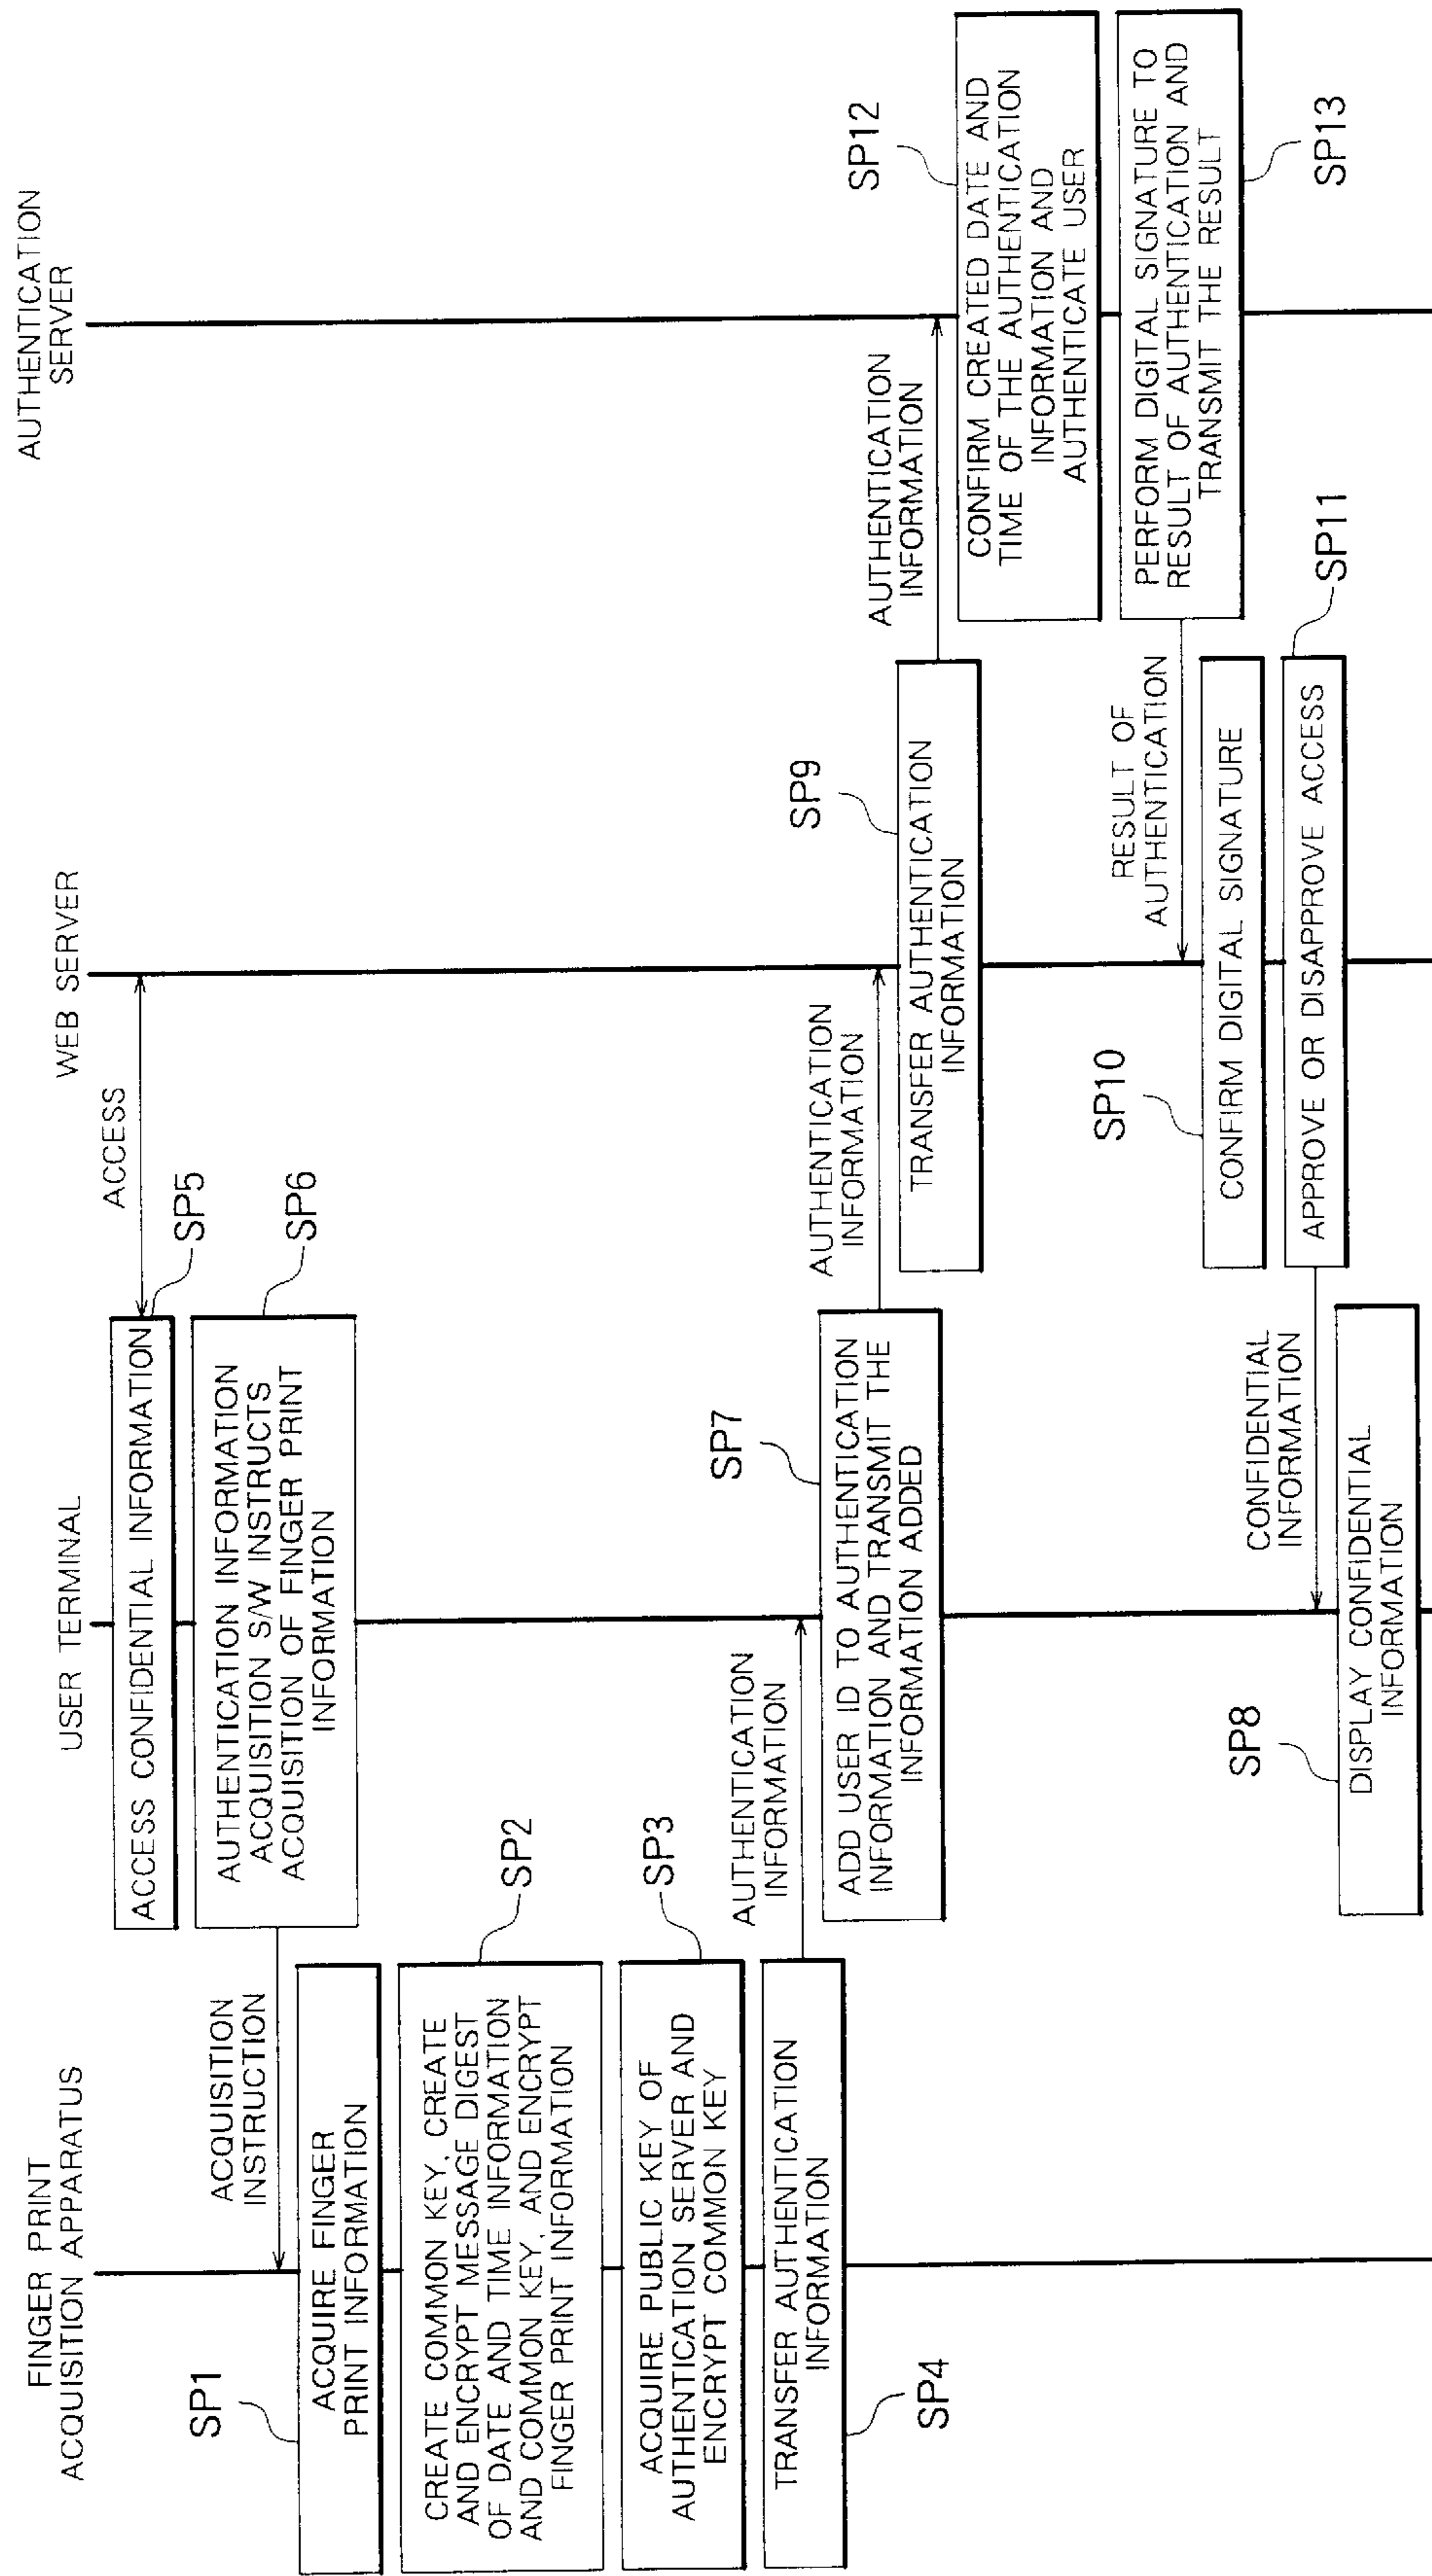 FINGER PRINT
ACQUISITION APPARATUS
USER TERMINAL
WEB SERVER
AUTHENTICATION
SERVER
ACCESS CONFIDENTIAL INFORMATION
SP5
ACCESS
AUTHENTICATION INFORMATION
ACQUISITION S/W INSTRUCTS
ACQUISITION OF FINGER PRINT
INFORMATION
SP6
ACQUISITION
INSTRUCTION
SP1
ACQUIRE FINGER
PRINT INFORMATION
CREATE COMMON KEY, CREATE
AND ENCRYPT MESSAGE DIGEST
OF DATE AND TIME INFORMATION
AND COMMON KEY, AND ENCRYPT
FINGER PRINT INFORMATION
SP2
ACQUIRE PUBLIC KEY OF
AUTHENTICATION SERVER AND
ENCRYPT COMMON KEY
SP3
TRANSFER AUTHENTICATION
INFORMATION
SP4
AUTHENTICATION
INFORMATION
SP7
ADD USER ID TO AUTHENTICATION
INFORMATION AND TRANSMIT THE
INFORMATION ADDED
AUTHENTICATION
INFORMATION
SP9
TRANSFER AUTHENTICATION
INFORMATION
AUTHENTICATION
INFORMATION
SP12
CONFIRM CREATED DATE AND
TIME OF THE AUTHENTICATION
INFORMATION AND
AUTHENTICATE USER
PERFORM DIGITAL SIGNATURE TO
RESULT OF AUTHENTICATION AND
TRANSMIT THE RESULT
SP13
RESULT OF
AUTHENTICATION
SP10
CONFIRM DIGITAL SIGNATURE
APPROVE OR DISAPPROVE ACCESS
SP11
CONFIDENTIAL
INFORMATION
SP8
DISPLAY CONFIDENTIAL
INFORMATION